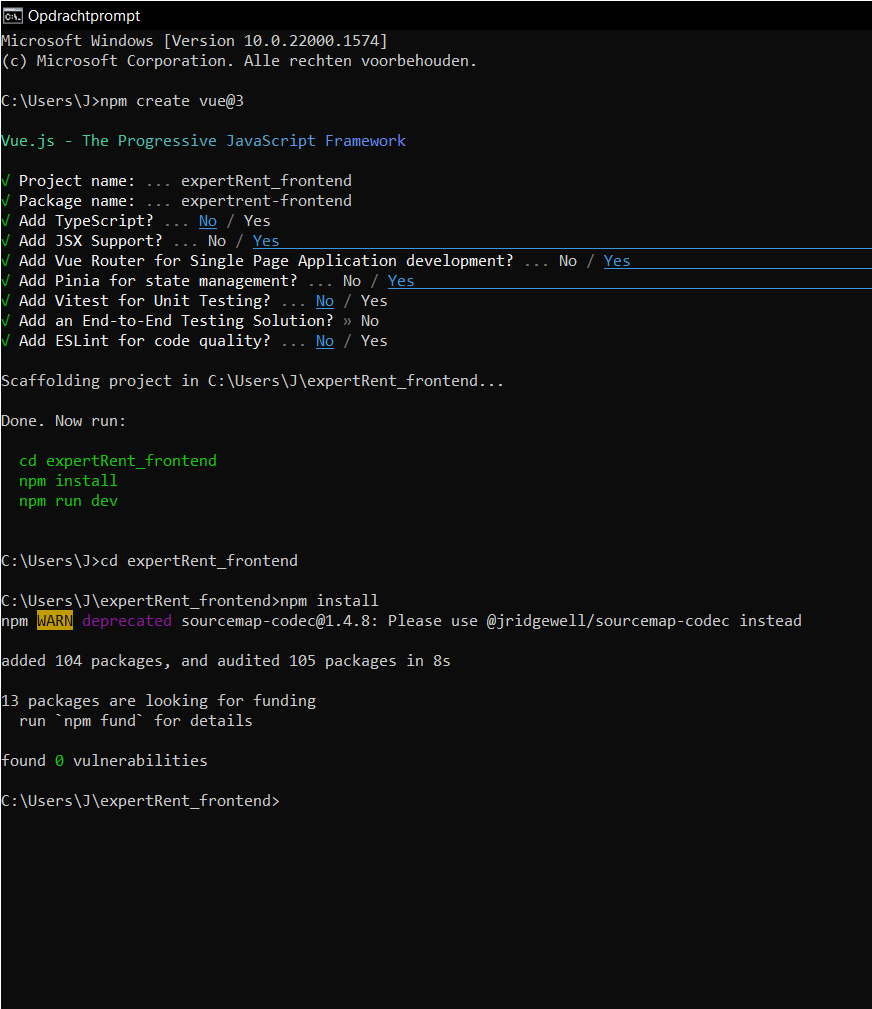 Opdrachtprompt
Microsoft Windows [Version 10.0.22000.1574]
(c) Microsoft Corporation. Alle rechten voorbehouden.
C:\Users\J>npm create vue@3
Vue.js - The Progressive JavaScript Framework
√ Project name: ... expertRent_frontend
√ Package name: ... expertrent-frontend
√ Add TypeScript? ... No / Yes
√ Add JSX Support? ... No / Yes
√ Add Vue Router for Single Page Application development? ... No / Yes
√ Add Pinia for state management? ... No / Yes
√ Add Vitest for Unit Testing? ... No / Yes
√ Add an End-to-End Testing Solution? » No
√ Add ESLint for code quality? ... No / Yes
Scaffolding project in C:\Users\J\expertRent_frontend...
Done. Now run:
cd expertRent_frontend
npm install
npm run dev
C:\Users\J>cd expertRent_frontend
C:\Users\J\expertRent_frontend>npm install
npm WARN deprecated sourcemap-codec@1.4.8: Please use @jridgewell/sourcemap-codec instead
added 104 packages, and audited 105 packages in 8s
13 packages are looking for funding
run `npm fund` for details
found 0 vulnerabilities
C:\Users\J\expertRent_frontend>